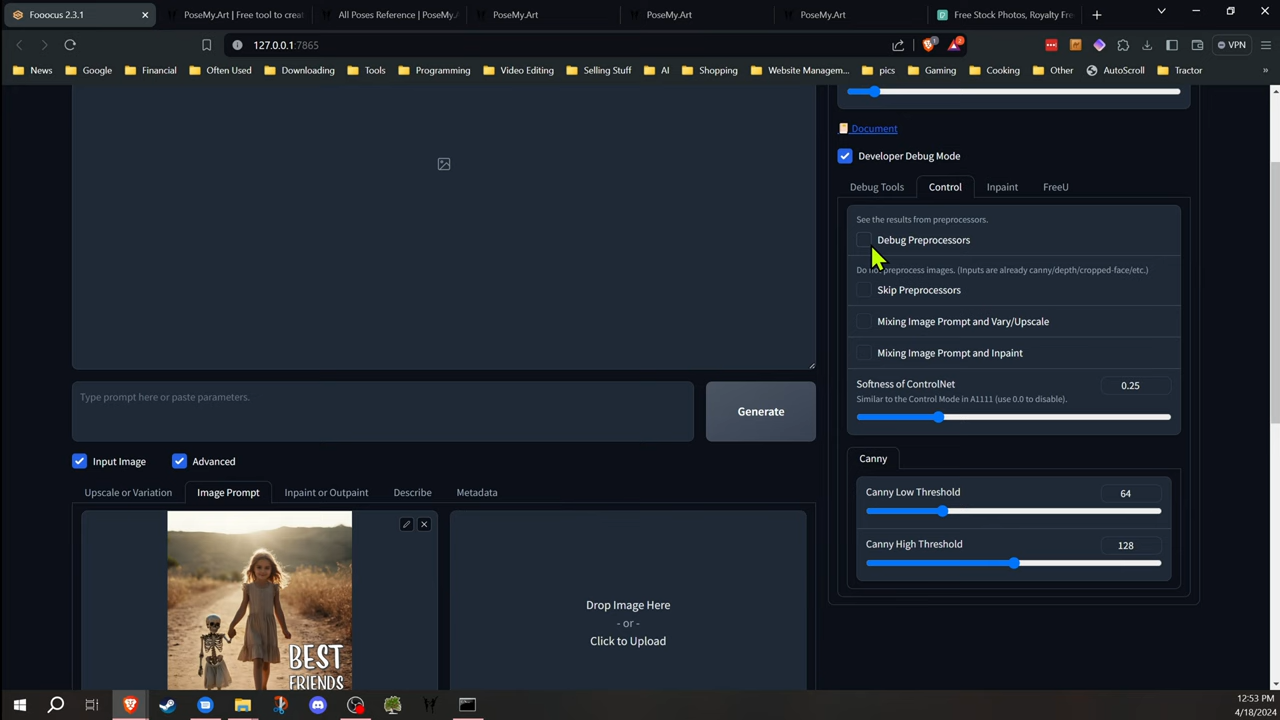 Fooocus 2.3.1
PoseMy.Art | Free tool to creat
All Poses Reference | PoseMy.A
PoseMy.Art
PoseMy.Art
PoseMy.Art
Free Stock Photos, Royalty Fre
127.0.0.1:7865
1
2
VPN
News
Google
Financial
Often Used
Downloading
Tools
Programming
Video Editing
Selling Stuff
AI
Shopping
Website Managem...
pics
Gaming
Cooking
Other
AutoScroll
Tractor
»
Document
Developer Debug Mode
Debug Tools
Control
Inpaint
FreeU
See the results from preprocessors.
Debug Preprocessors
Do not preprocess images. (Inputs are already canny/depth/cropped-face/etc.)
Skip Preprocessors
Mixing Image Prompt and Vary/Upscale
Mixing Image Prompt and Inpaint
Softness of ControlNet
0.25
Similar to the Control Mode in A1111 (use 0.0 to disable).
Type prompt here or paste parameters.
Generate
Input Image
Advanced
Canny
Canny Low Threshold
64
Canny High Threshold
128
Upscale or Variation
Image Prompt
Inpaint or Outpaint
Describe
Metadata
BEST
FRIENDS
Drop Image Here
- or -
Click to Upload
12:53 PM
4/18/2024